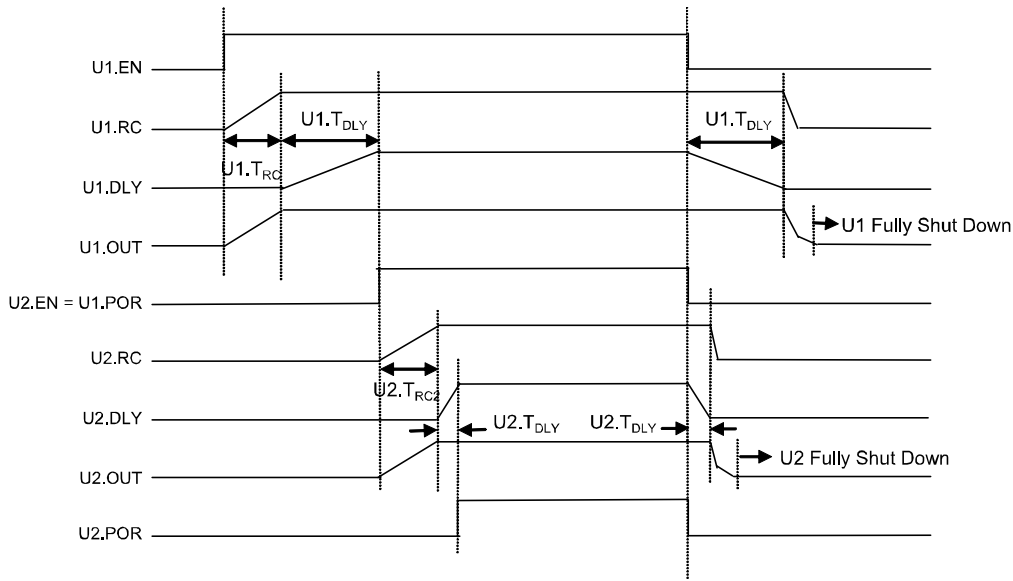 U1.EN
U1.RC
U1.TDLY
U1.TDLY
U1.TRC
U1.DLY
U1 Fully Shut Down
U1.OUT
U2.EN = U1.POR
U2.RC
U2.TRC2
U2.DLY
U2.TDLY
U2.TDLY
U2 Fully Shut Down
U2.OUT
U2.POR